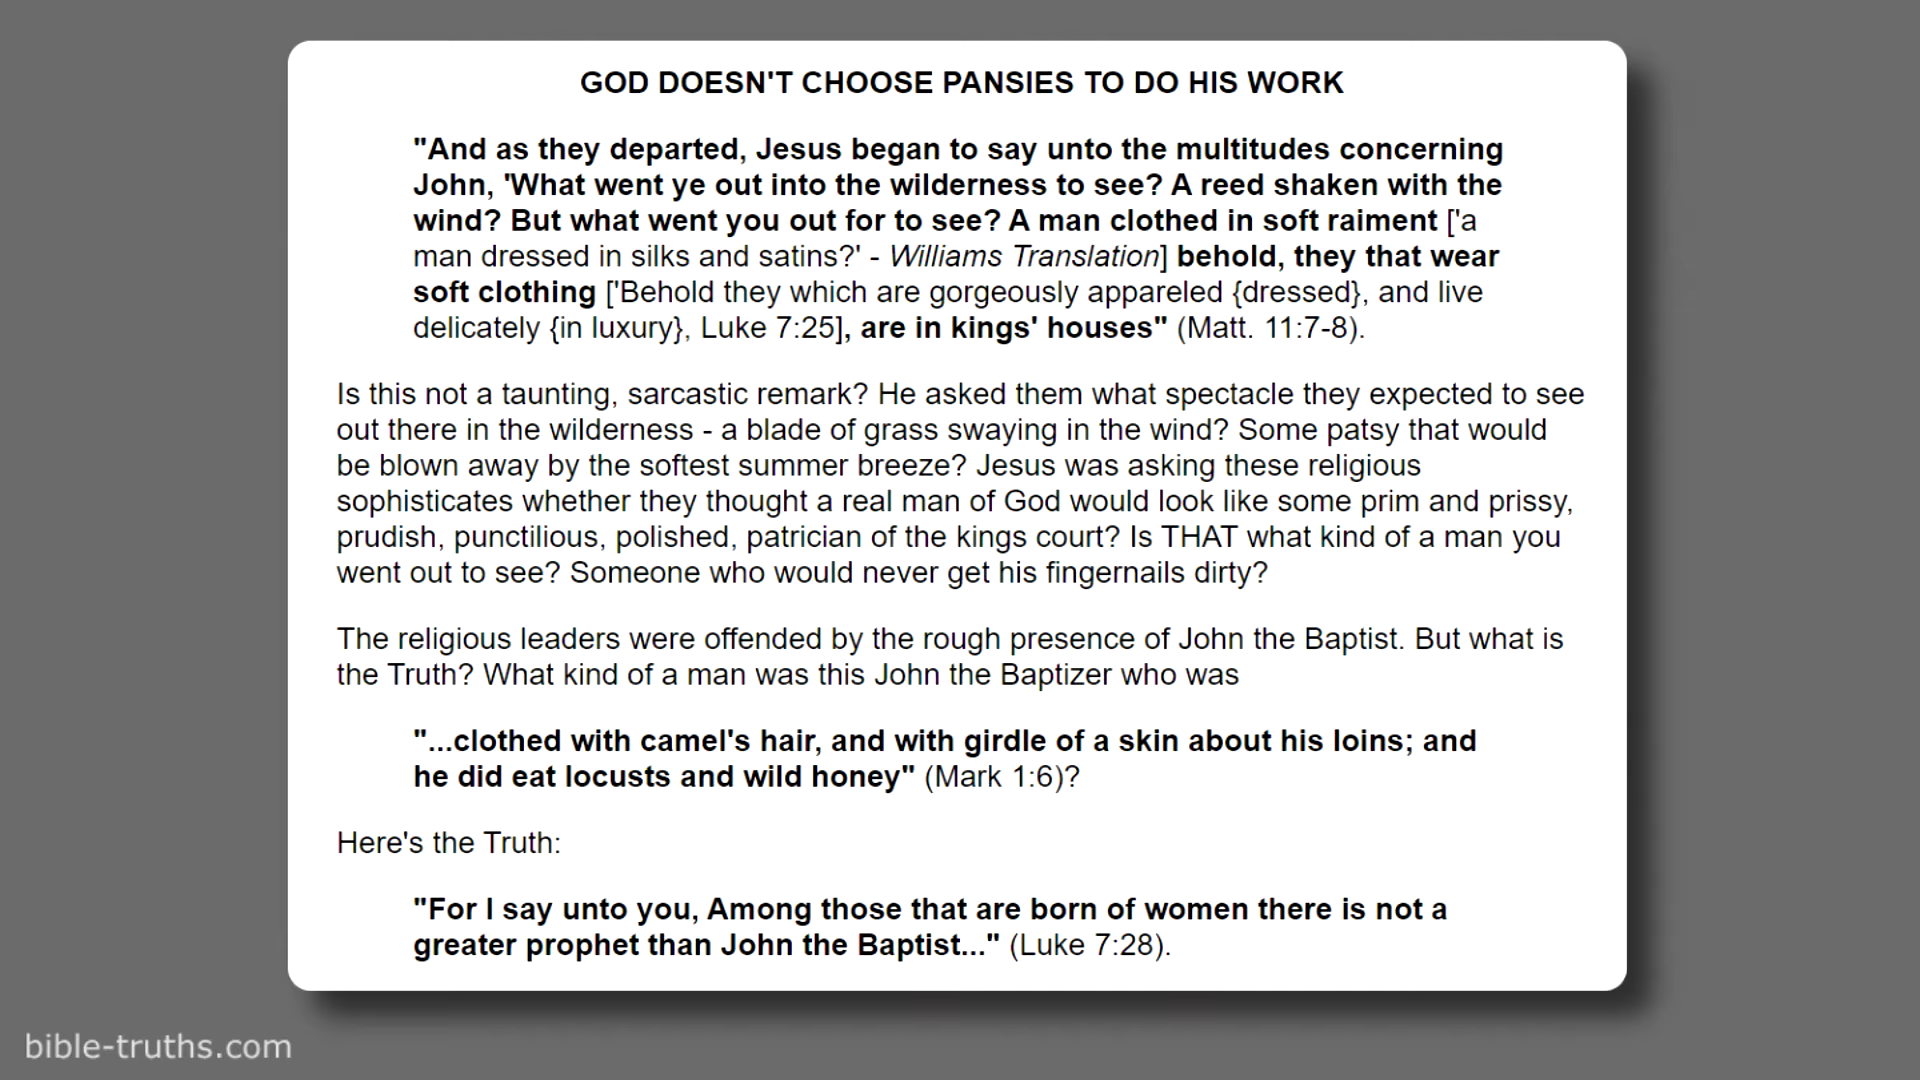 GOD DOESN'T CHOOSE PANSIES TO DO HIS WORK
"And as they departed, Jesus began to say unto the multitudes concerning
John, 'What went ye out into the wilderness to see? A reed shaken with the
wind? But what went you out for to see? A man clothed in soft raiment ['a
man dressed in silks and satins?' - Williams Translation] behold, they that wear
soft clothing ['Behold they which are gorgeously appareled {dressed}, and live
delicately {in luxury}, Luke 7:25], are in kings' houses" (Matt. 11:7-8).
Is this not a taunting, sarcastic remark? He asked them what spectacle they expected to see
out there in the wilderness - a blade of grass swaying in the wind? Some patsy that would
be blown away by the softest summer breeze? Jesus was asking these religious
sophisticates whether they thought a real man of God would look like some prim and prissy,
prudish, punctilious, polished, patrician of the kings court? Is THAT what kind of a man you
went out to see? Someone who would never get his fingernails dirty?
The religious leaders were offended by the rough presence of John the Baptist. But what is
the Truth? What kind of a man was this John the Baptizer who was
"...clothed with camel's hair, and with girdle of a skin about his loins; and
he did eat locusts and wild honey" (Mark 1:6)?
Here's the Truth:
"For I say unto you, Among those that are born of women there is not a
greater prophet than John the Baptist..." (Luke 7:28).
bible-truths.com